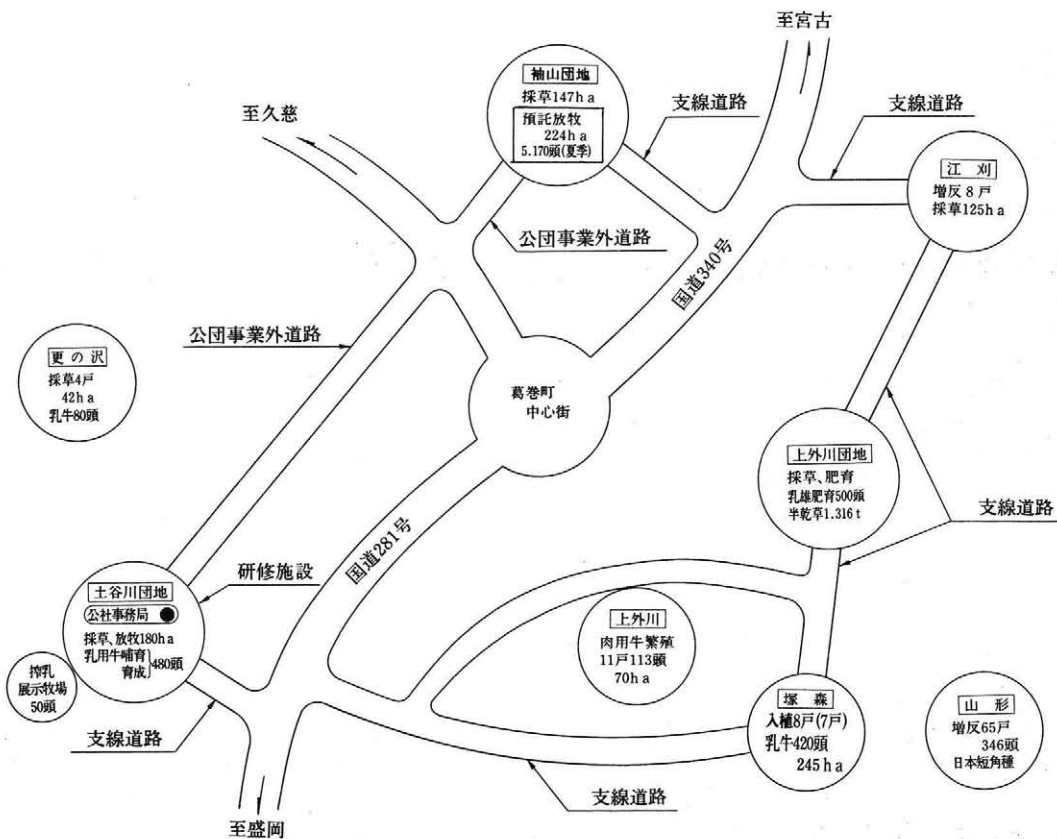 至宮古
袖山団地
採草147ha
預託放牧
224ha
5.170頭(夏季)
支線道路
支線道路
至久慈
江刈
増反8戸
採草125ha
公団事業外道路
国道340号
公団事業外道路
更の沢
採草4戸
42ha
乳牛80頭
葛巻町
中心街
上外川団地
採草、肥育
乳雄肥育500頭
半乾草1.316t
支線道路
国道281号
研修施設
土谷川団地
公社事務局
採草、放牧180ha
乳用牛哺育
育成
480頭
搾乳
展示牧場
50頭
上外川
肉用牛繁殖
11戸113頭
70ha
塚森
入植8戸(7戸)
乳牛420頭
245ha
山形
増反65戸
346頭
日本短角種
支線道路
支線道路
至盛岡